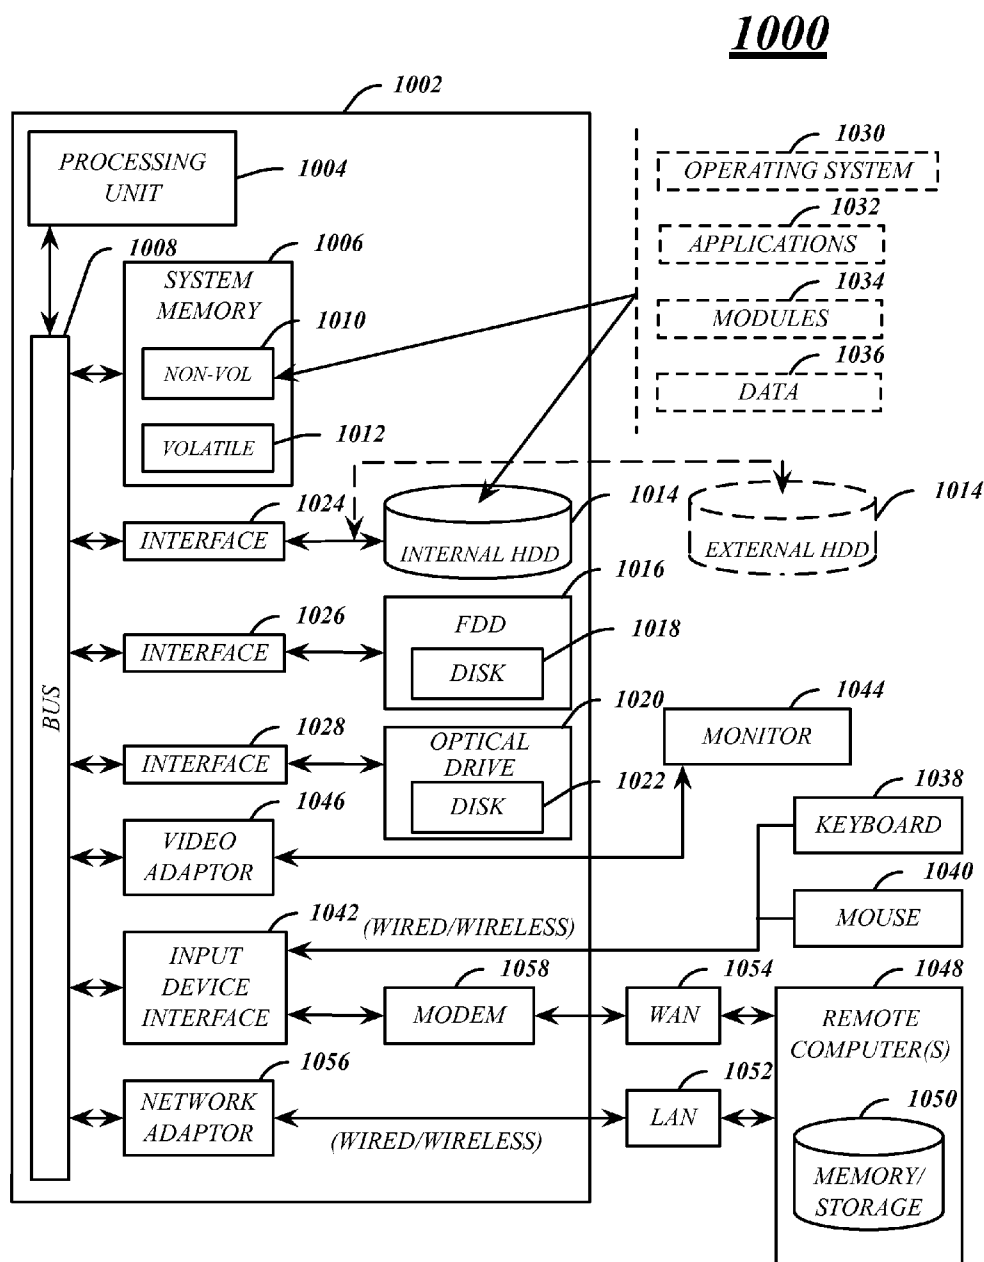 1000
1002
PROCESSING
UNIT
1004
1008
1006
SYSTEM
MEMORY
1010
NON-VOL
1012
VOLATILE
1030
OPERATING SYSTEM
1032
APPLICATIONS
1034
MODULES
1036
DATA
1024
INTERFACE
1014
INTERNAL HDD
1014
EXTERNAL HDD
1016
FDD
1026
INTERFACE
1018
DISK
BUS
1020
OPTICAL
DRIVE
1028
INTERFACE
1022
DISK
1044
MONITOR
1046
VIDEO
ADAPTOR
1038
KEYBOARD
1040
MOUSE
1042
(WIRED/WIRELESS)
INPUT
DEVICE
INTERFACE
1058
MODEM
1054
WAN
1048
REMOTE
COMPUTER(S)
1056
NETWORK
ADAPTOR
(WIRED/WIRELESS)
1052
LAN
1050
MEMORY/
STORAGE